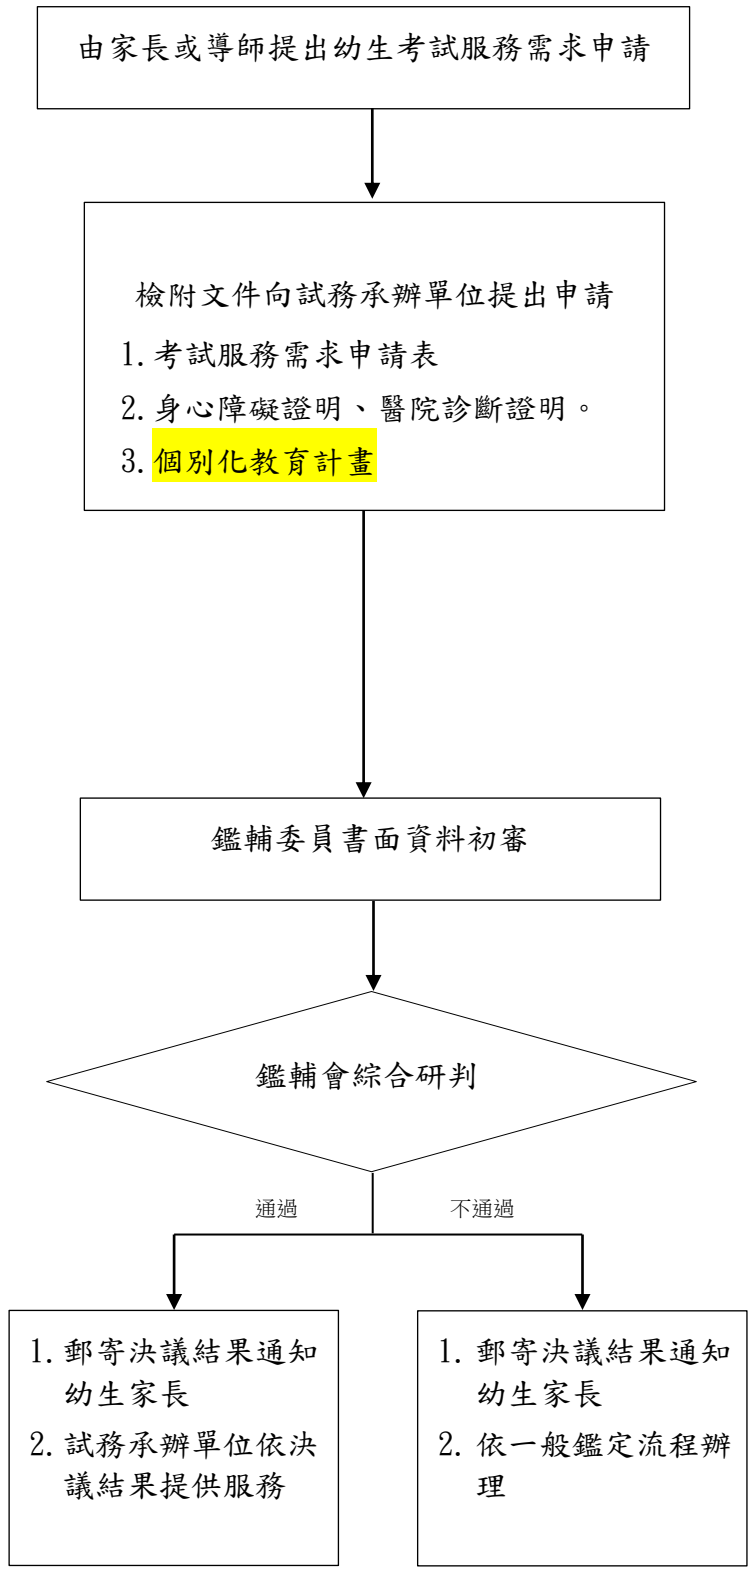 由家長或導師提出幼生考試服務需求申請
檢附文件向試務承辦單位提出申請
1.考試服務需求申請表
2.身心障礙證明、醫院診斷證明。
3.個別化教育計畫
鑑輔委員書面資料初審
鑑輔會綜合研判
通過
不通過
1.郵寄決議結果通知
幼生家長
2.試務承辦單位依決
議結果提供服務
1.郵寄決議結果通知
幼生家長
2.依一般鑑定流程辦
理